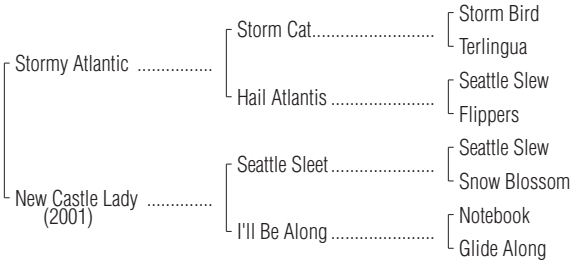 Storm Bird
Storm Cat
Terlingua
Stormy Atlantic
Seattle Slew
Hail Atlantis
Flippers
Seattle Slew
Seattle Sleet
Snow Blossom
New Castle Lady
(2001)
Notebook
I'll Be Along
Glide Along